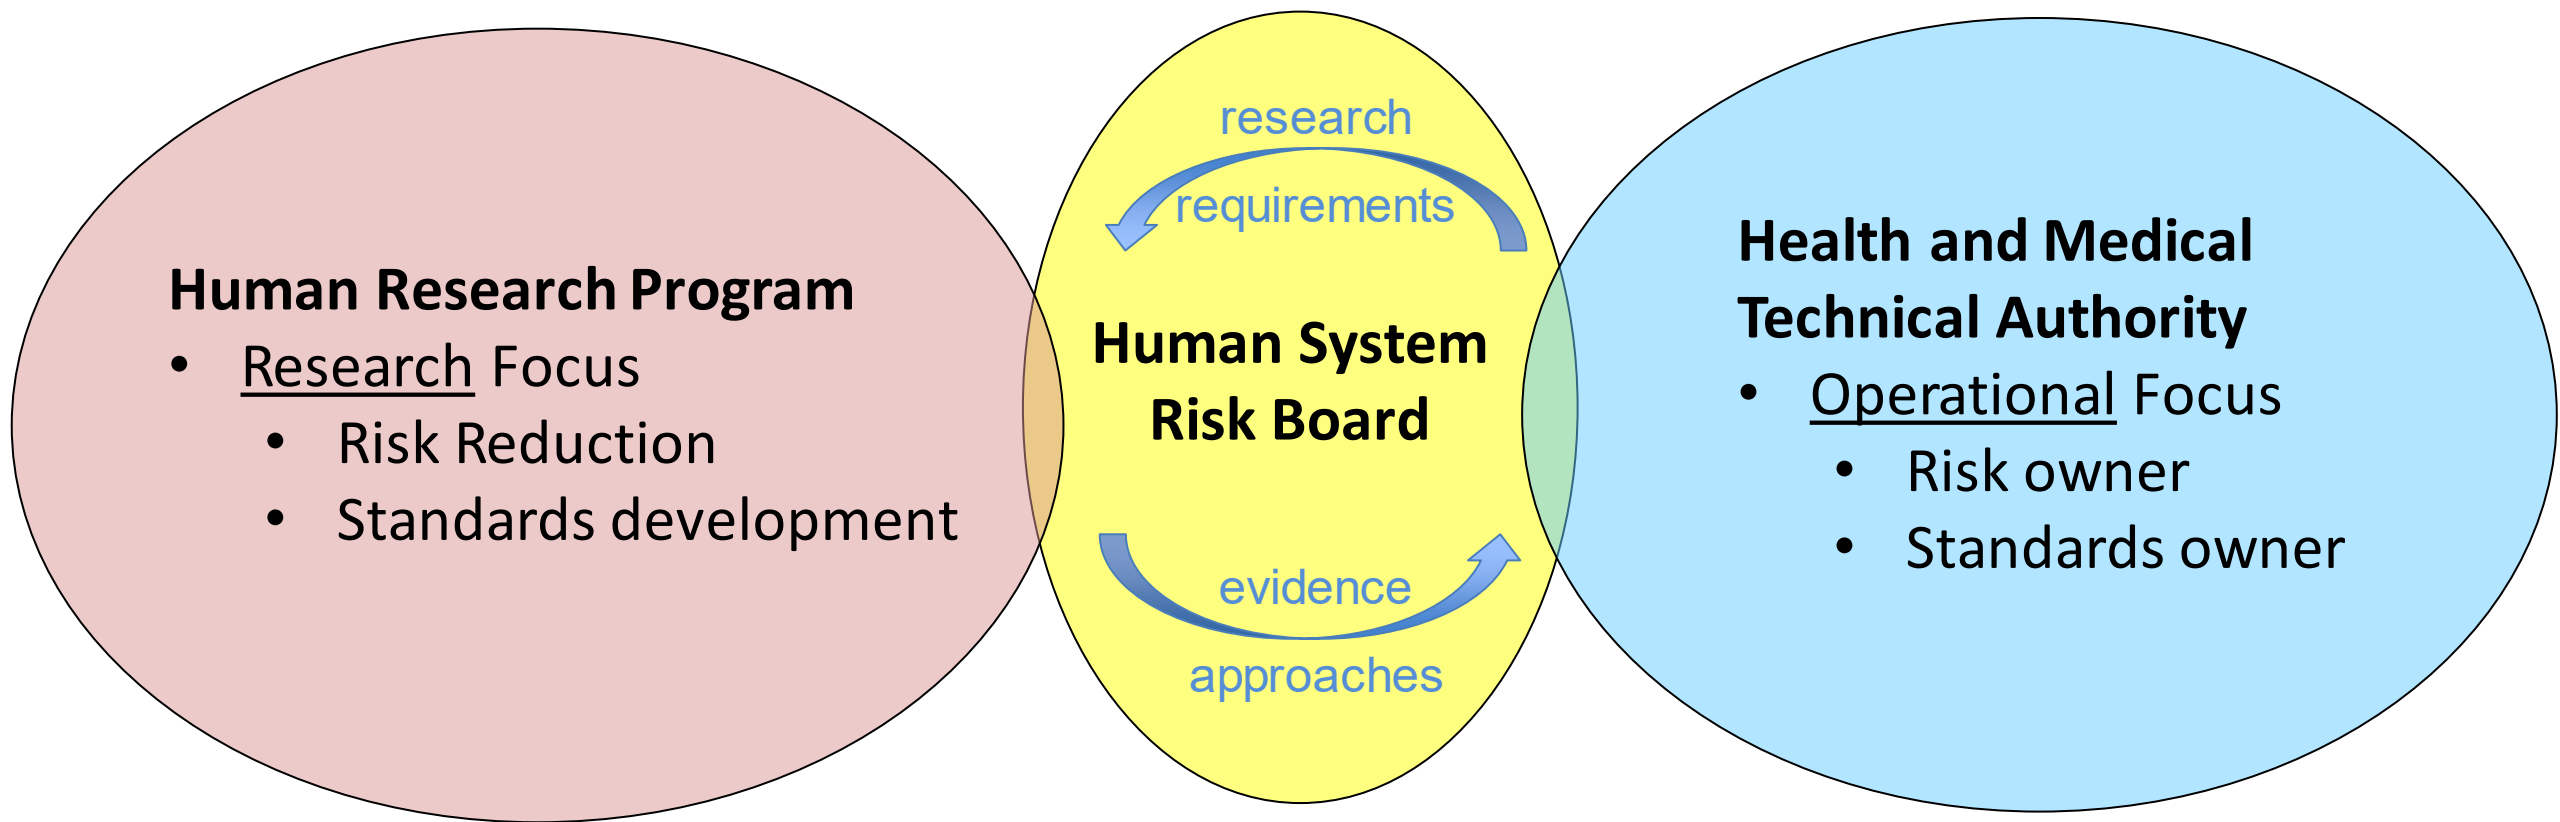 Human Research Program
• Research Focus
• Risk Reduction
• Standards development
research
requirements
Human System
Risk Board
evidence
approaches
Health and Medical
Technical Authority
• Operational Focus
• Risk owner
• Standards owner